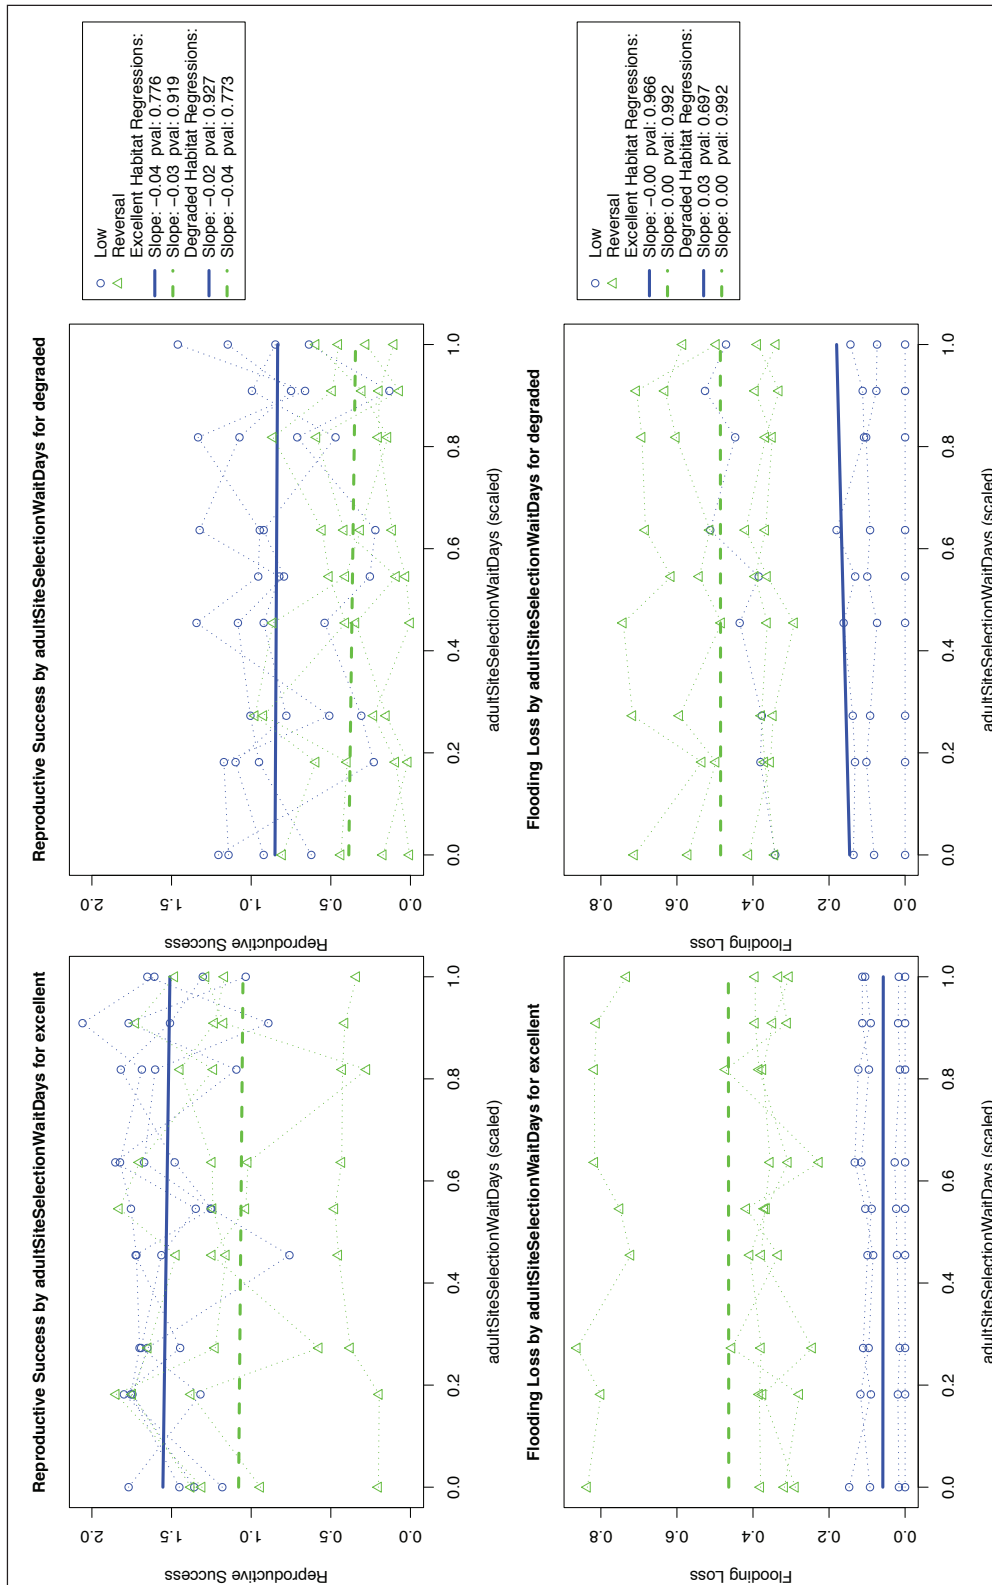 Reproductive Success by adultSiteSelectionWaitDays for excellent
Reproductive Success
0.0 0.5 1.0 1.5 2.0
0.0 0.2 0.4 0.6 0.8 1.0
adultSiteSelectionWaitDays (scaled)
Reproductive Success by adultSiteSelectionWaitDays for degraded
Reproductive Success
0.0 0.5 1.0 1.5 2.0
0.0 0.2 0.4 0.6 0.8 1.0
adultSiteSelectionWaitDays (scaled)
Low
Reversal
Excellent Habitat Regressions:
Slope: −0.04 pval: 0.776
Slope: −0.03 pval: 0.919
Degraded Habitat Regressions:
Slope: −0.02 pval: 0.927
Slope: −0.04 pval: 0.773
Flooding Loss by adultSiteSelectionWaitDays for excellent
Flooding Loss
0.0 0.2 0.4 0.6 0.8
0.0 0.2 0.4 0.6 0.8 1.0
adultSiteSelectionWaitDays (scaled)
Flooding Loss by adultSiteSelectionWaitDays for degraded
Flooding Loss
0.0 0.2 0.4 0.6 0.8
0.0 0.2 0.4 0.6 0.8 1.0
adultSiteSelectionWaitDays (scaled)
Low
Reversal
Excellent Habitat Regressions:
Slope: −0.00 pval: 0.966
Slope: 0.00 pval: 0.992
Degraded Habitat Regressions:
Slope: 0.03 pval: 0.697
Slope: 0.00 pval: 0.992